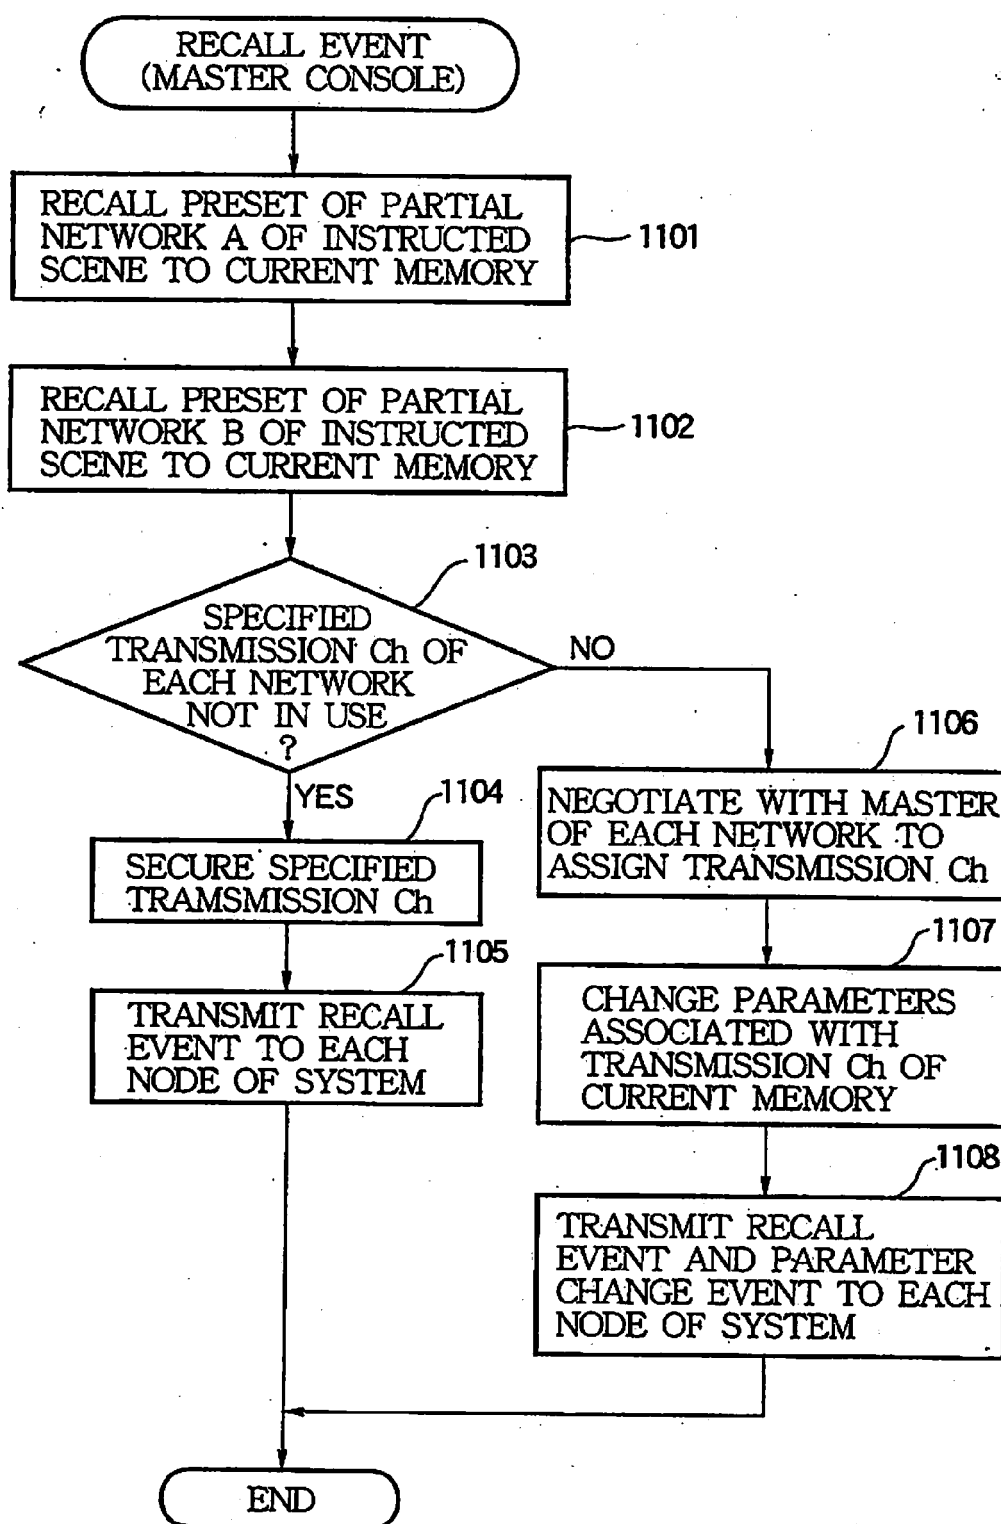 RECALL EVENT
(MASTER CONSOLE)
RECALL PRESET OF PARTIAL
NETWORK A OF INSTRUCTED
SCENE TO CURRENT MEMORY
1101
RECALL PRESET OF PARTIAL
NETWORK B OF INSTRUCTED
SCENE TO CURRENT MEMORY
1102
1103
SPECIFIED
TRANSMISSION Ch OF
EACH NETWORK
NOT IN USE
?
NO
YES
1104
SECURE SPECIFIED
TRAMSMISSION Ch
1105
TRANSMIT RECALL
EVENT TO EACH
NODE OF SYSTEM
1106
NEGOTIATE WITH MASTER
OF EACH NETWORK TO
ASSIGN TRANSMISSION Ch
1107
CHANGE PARAMETERS
ASSOCIATED WITH
TRANSMISSION Ch OF
CURRENT MEMORY
1108
TRANSMIT RECALL
EVENT AND PARAMETER
CHANGE EVENT TO EACH
NODE OF SYSTEM
END